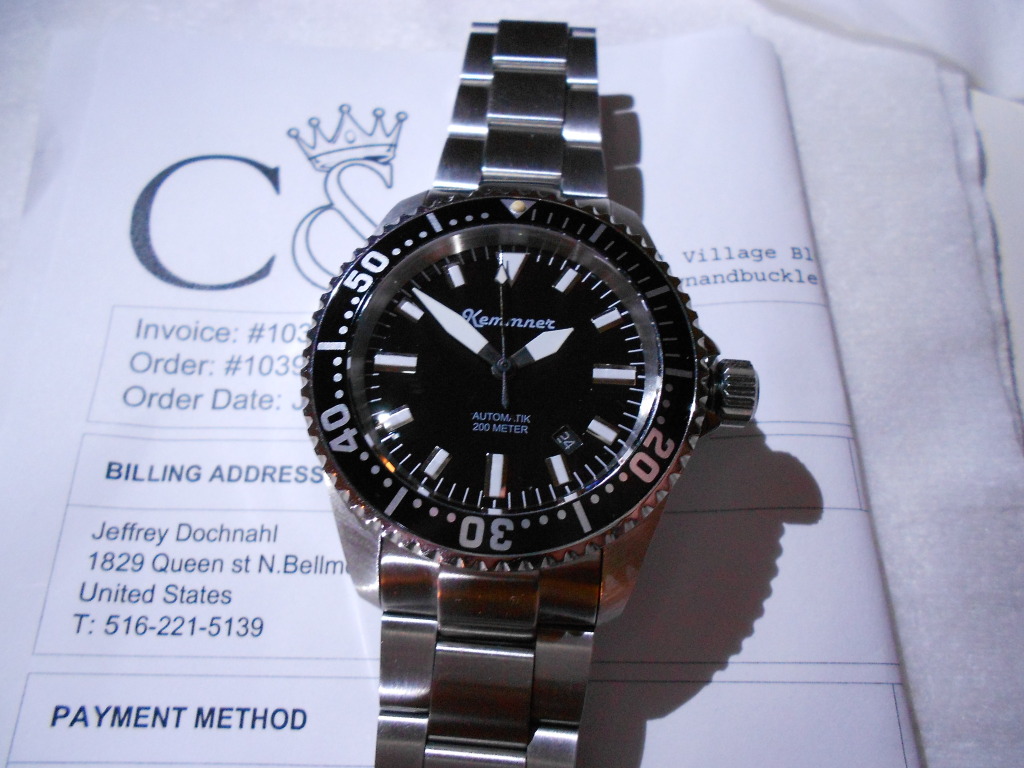 C&
Village Bl
nandbuckle
Invoice: #103
Order: #1039
Order Date: J
BILLING ADDRESS
Jeffrey Dochnahl
1829 Queen st N.Bellm
United States
T: 516-221-5139
PAYMENT METHOD
50
40
30
20
Kemmner
AUTOMATIK
200 METER
24